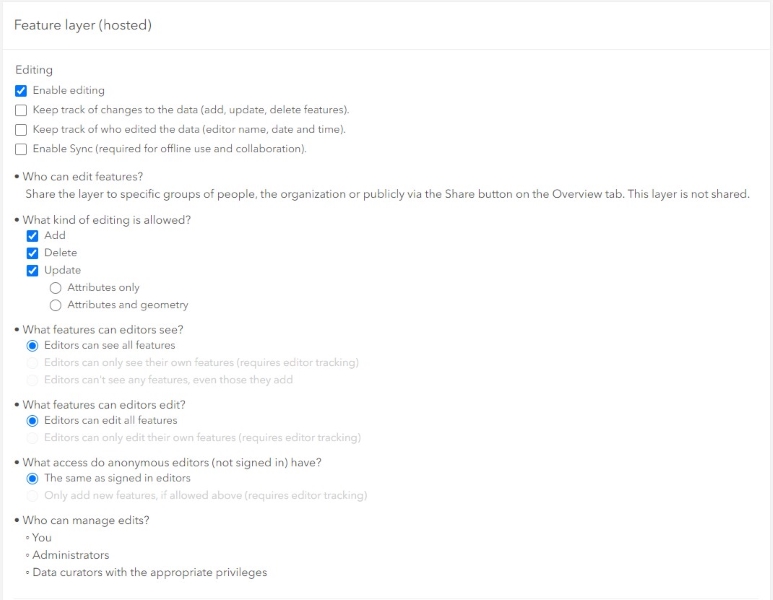 Feature layer (hosted)
Editing
Enable editing
Keep track of changes to the data (add, update, delete features).
Keep track of who edited the data (editor name, date and time).
Enable Sync (required for offline use and collaboration).
• Who can edit features?
Share the layer to specific groups of people, the organization or publicly via the Share button on the Overview tab. This layer is not shared.
• What kind of editing is allowed?
Add
Delete
Update
Attributes only
Attributes and geometry
• What features can editors see?
Editors can see all features
Editors can only see their own features (requires editor tracking)
Editors can't see any features, even those they add
• What features can editors edit?
Editors can edit all features
Editors can only edit their own features (requires editor tracking)
• What access do anonymous editors (not signed in) have?
The same as signed in editors
Only add new features, if allowed above (requires editor tracking)
• Who can manage edits?
◦ You
◦ Administrators
◦ Data curators with the appropriate privileges